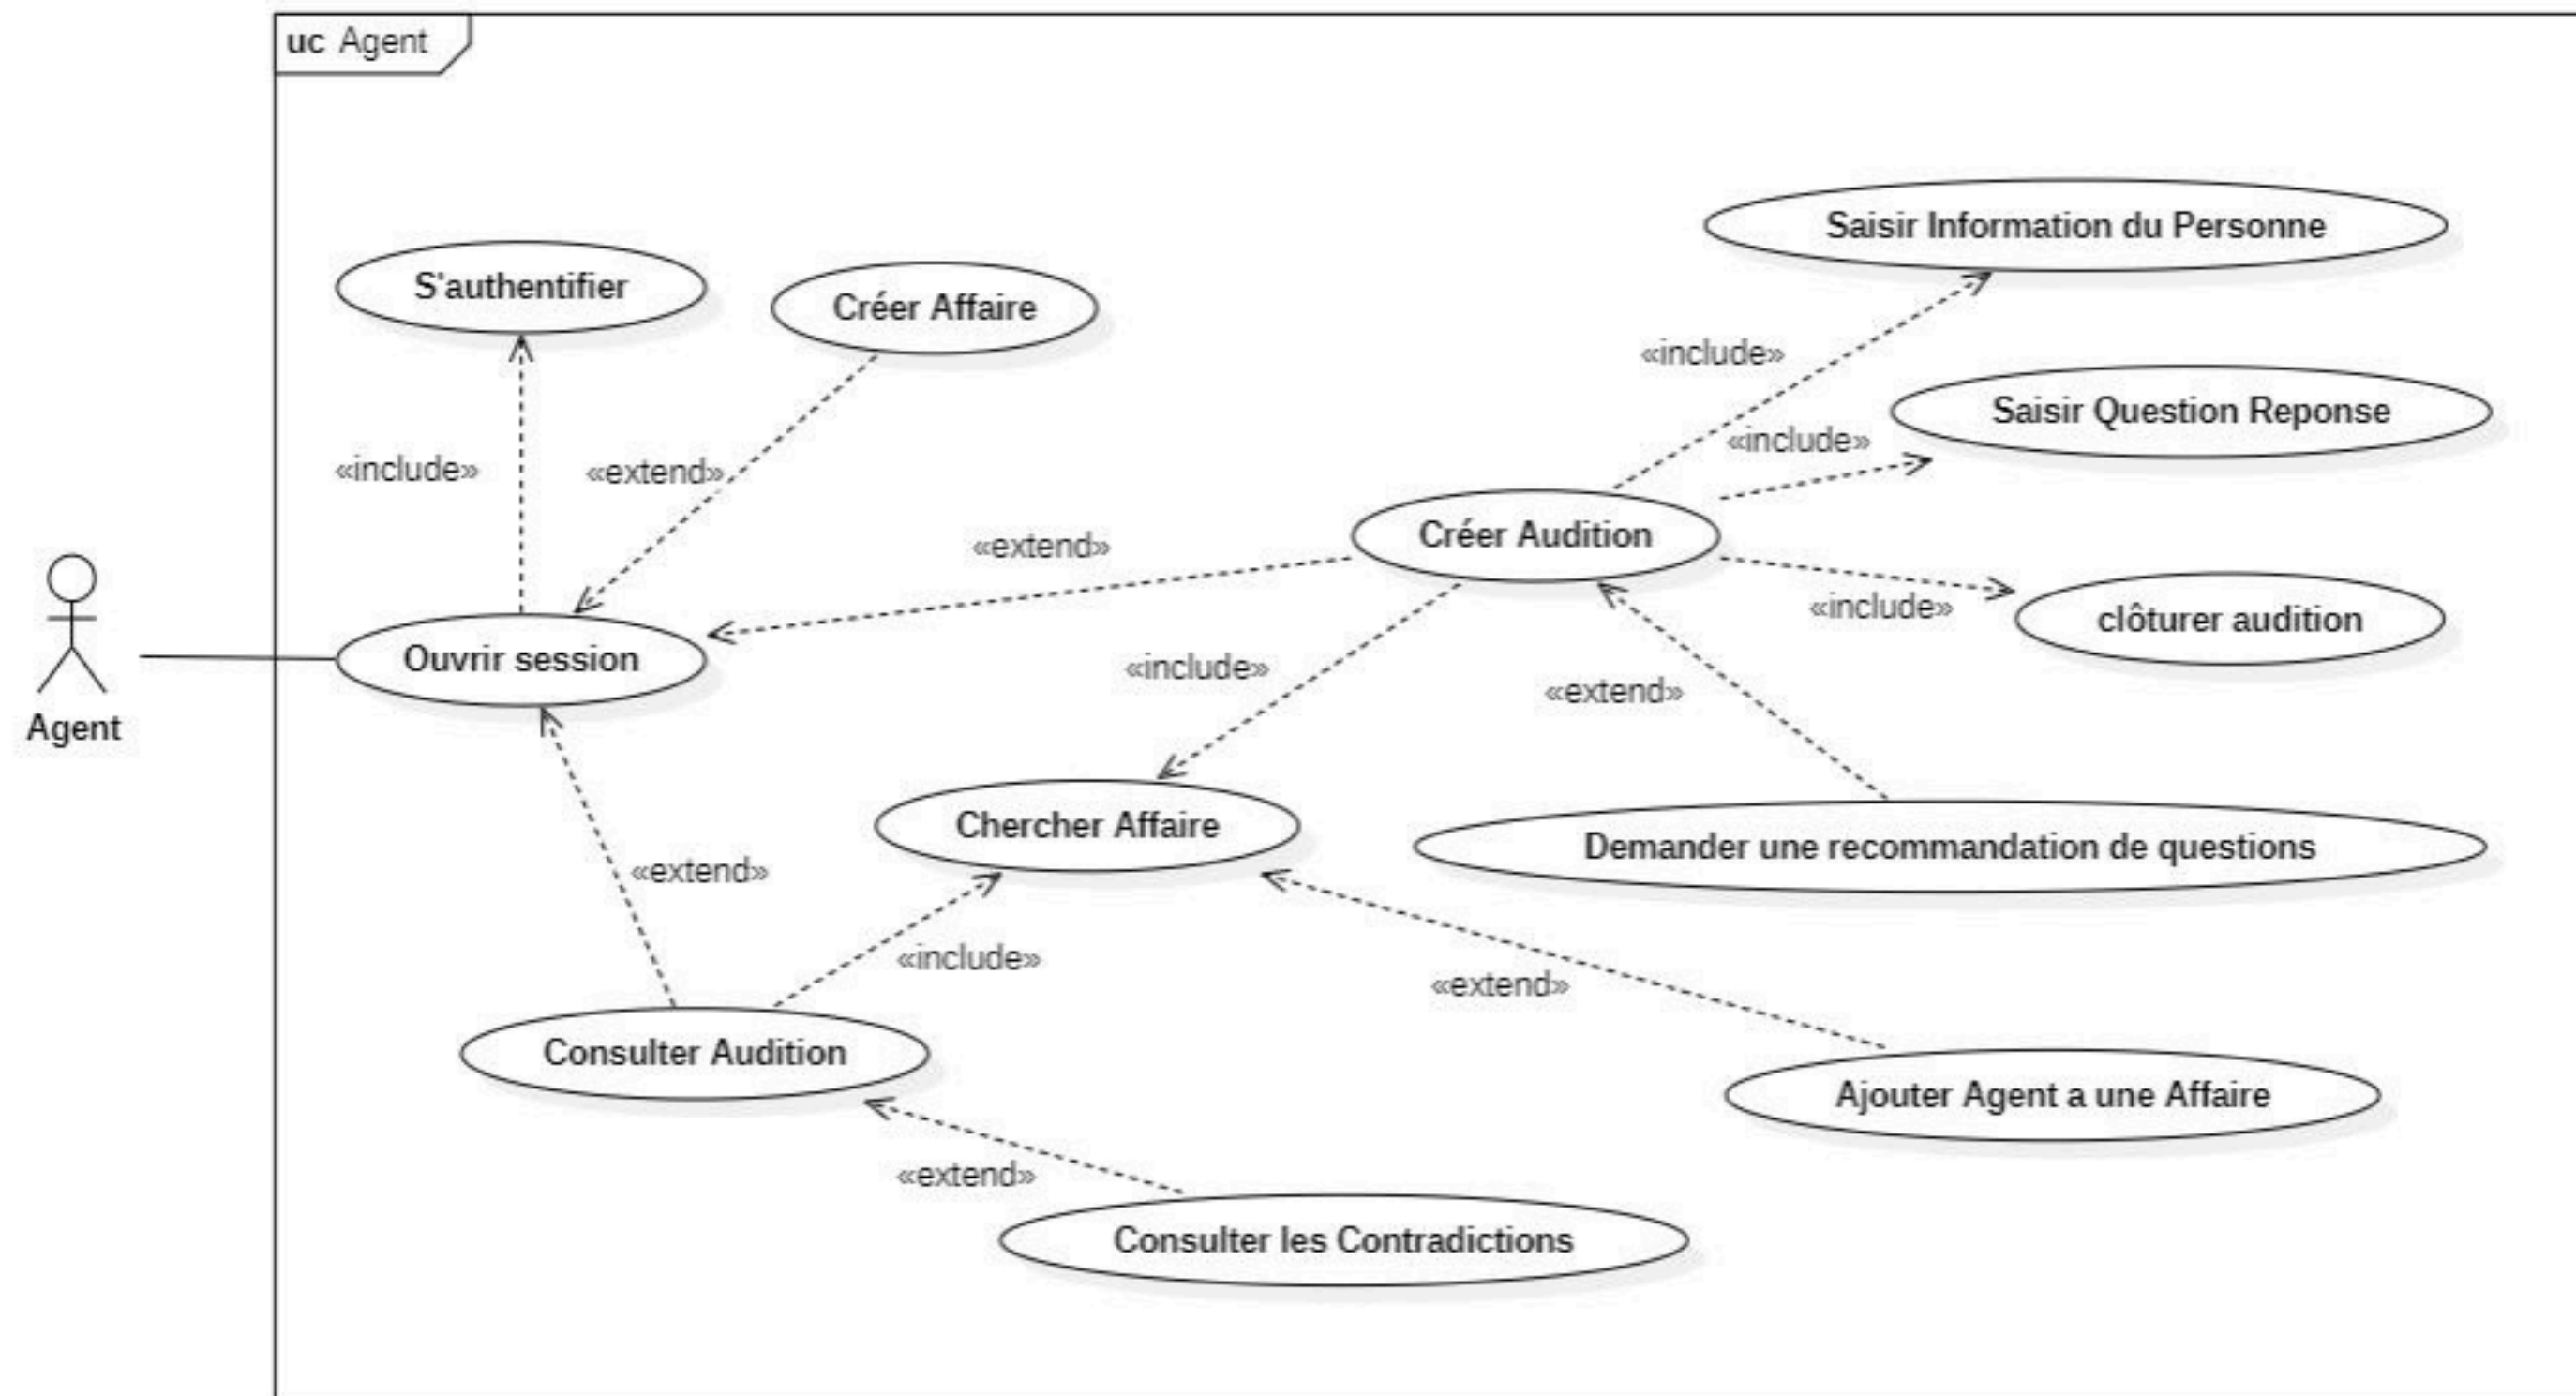 uc Agent
Saisir Information du Personne
S'authentifier
Créer Affaire
«include»
Saisir Question Reponse
«include»
«include»
«extend»
Créer Audition
«extend»
«include»
clôturer audition
Ouvrir session
«include»
«extend»
Agent
Chercher Affaire
Demander une recommandation de questions
«extend»
«include»
«extend»
Consulter Audition
Ajouter Agent a une Affaire
«extend»
Consulter les Contradictions